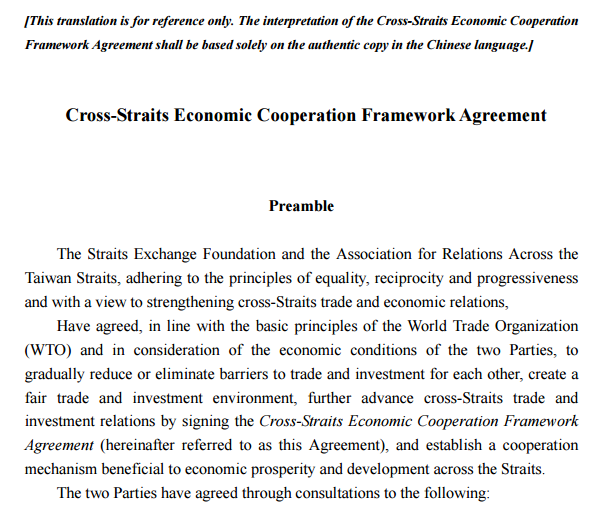 [This translation is for reference only. The interpretation of the Cross-Straits Economic Cooperation
Framework Agreement shall be based solely on the authentic copy in the Chinese language.]
Cross-Straits Economic Cooperation Framework Agreement
Preamble
The Straits Exchange Foundation and the Association for Relations Across the
Taiwan Straits, adhering to the principles of equality, reciprocity and progressiveness
and with a view to strengthening cross-Straits trade and economic relations,
Have agreed, in line with the basic principles of the World Trade Organization
(WTO) and in consideration of the economic conditions of the two Parties, to
gradually reduce or eliminate barriers to trade and investment for each other, create a
fair trade and investment environment, further advance cross-Straits trade and
investment relations by signing the Cross-Straits Economic Cooperation Framework
Agreement (hereinafter referred to as this Agreement), and establish a cooperation
mechanism beneficial to economic prosperity and development across the Straits.
The two Parties have agreed through consultations to the following: